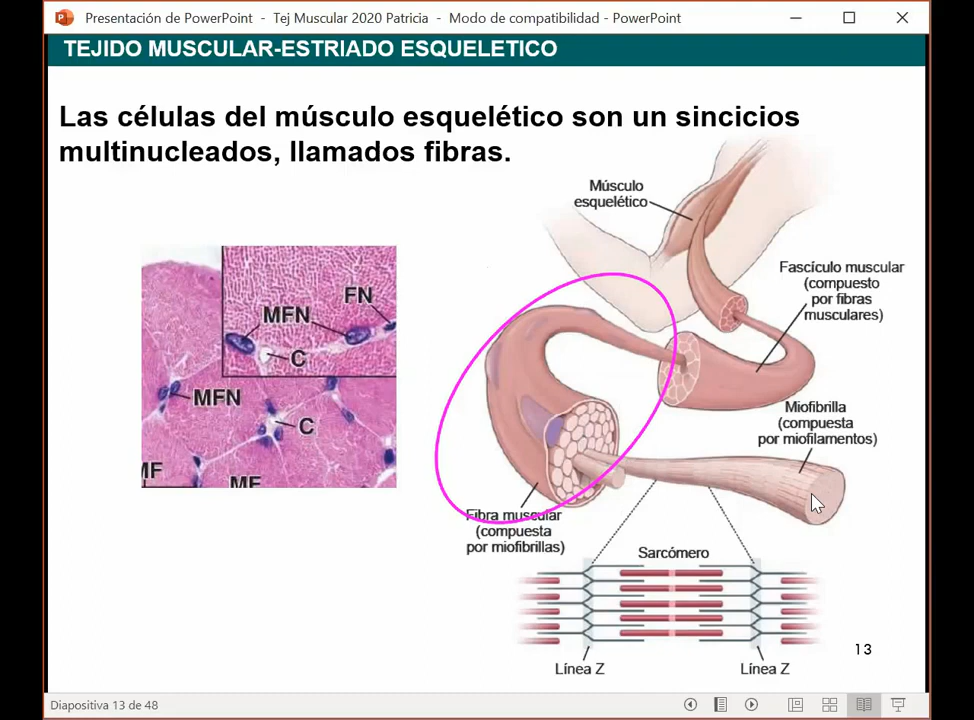 Presentación de PowerPoint - Tej Muscular 2020 Patricia - Modo de compatibilidad - PowerPoint
TEJIDO MUSCULAR-ESTRIADO ESQUELETICO
Las células del músculo esquelético son un sincicios
multinucleados, llamados fibras.
Músculo
esquelético
Fascículo muscular
(compuesto
por fibras
musculares)
FN
MFN
C
MFN
C
MF
MF
Miofibrilla
(compuesta
por miofilamentos)
Fibra muscular
(compuesta
por miofibrillas)
Sarcómero
Línea Z
Línea Z
13
Diapositiva 13 de 48